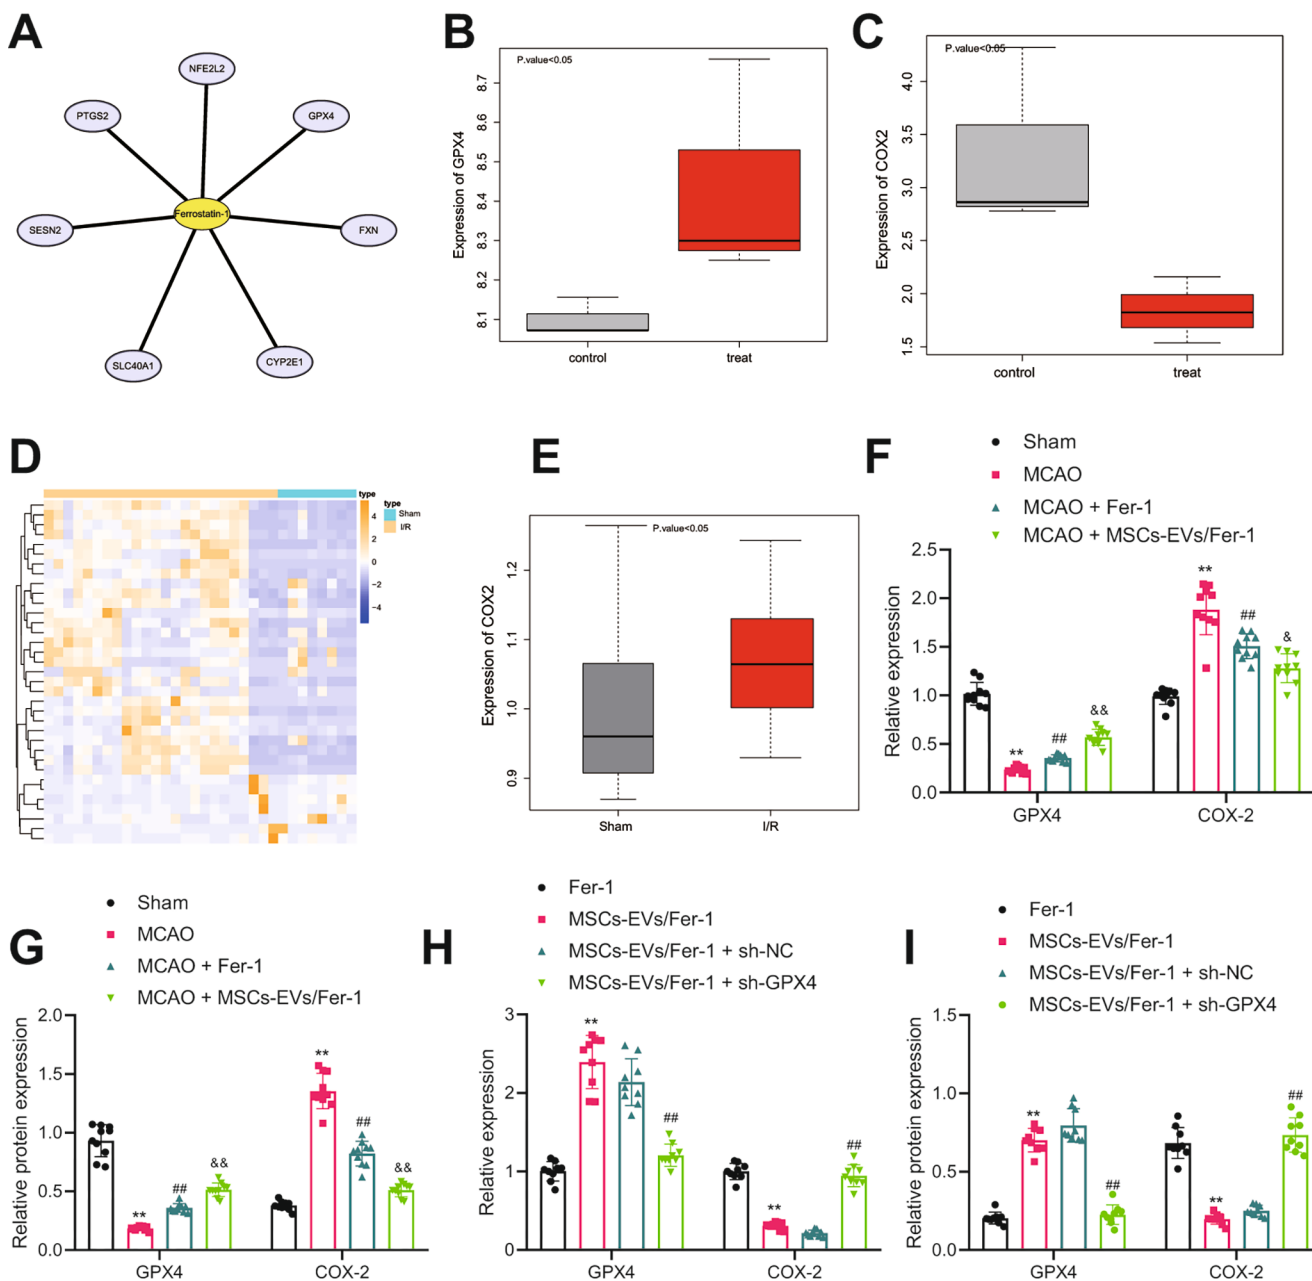 A
NFE2L2
PTGS2
GPX4
Ferrostatin-1
SESN2
FXN
SLC40A1
CYP2E1
B
P.value<0.05
Expression of GPX4
8.7
8.6
8.5
8.4
8.3
8.2
8.1
control
treat
C
P.value<0.05
Expression of COX2
4.0
3.5
3.0
2.5
2.0
1.5
control
treat
D
type
4
2
0
−2
−4
type
Sham
I/R
E
P.value<0.05
Expression of COX2
1.2
1.1
1.0
0.9
Sham
I/R
F
Sham
MCAO
MCAO + Fer-1
MCAO + MSCs-EVs/Fer-1
Relative expression
2.5
2.0
1.5
1.0
0.5
0.0
**
##
&&
**
##
&
GPX4
COX-2
G
Sham
MCAO
MCAO + Fer-1
MCAO + MSCs-EVs/Fer-1
Relative protein expression
2.0
1.5
1.0
0.5
0.0
**
##
&&
**
##
&&
GPX4
COX-2
H
Fer-1
MSCs-EVs/Fer-1
MSCs-EVs/Fer-1 + sh-NC
MSCs-EVs/Fer-1 + sh-GPX4
Relative expression
3
2
1
0
**
##
**
##
GPX4
COX-2
I
Fer-1
MSCs-EVs/Fer-1
MSCs-EVs/Fer-1 + sh-NC
MSCs-EVs/Fer-1 + sh-GPX4
Relative protein expression
1.5
1.0
0.5
0.0
**
##
**
##
GPX4
COX-2